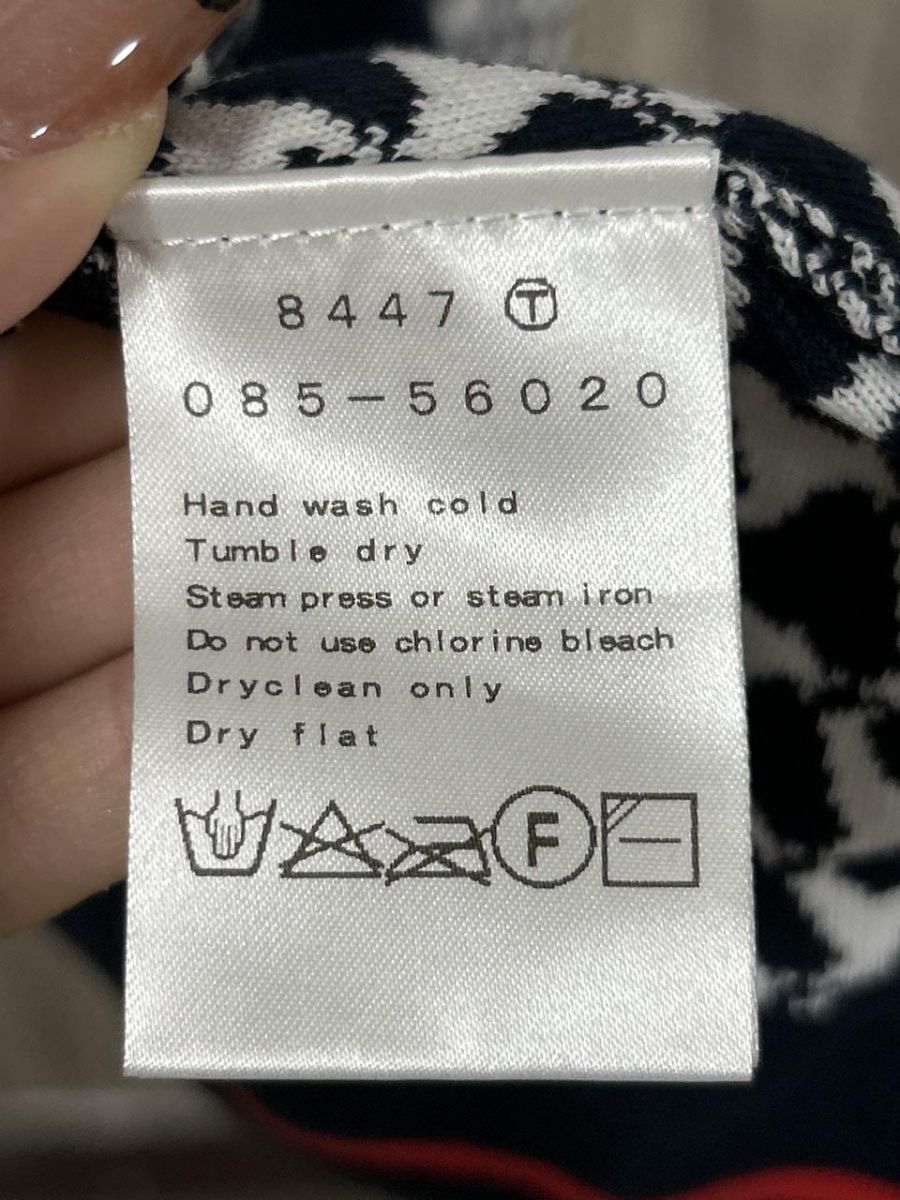 8447 Ⓣ
085-56020
Hand wash cold
Tumble dry
Steam press or steam iron
Do not use chlorine bleach
Dryclean only
Dry flat
F